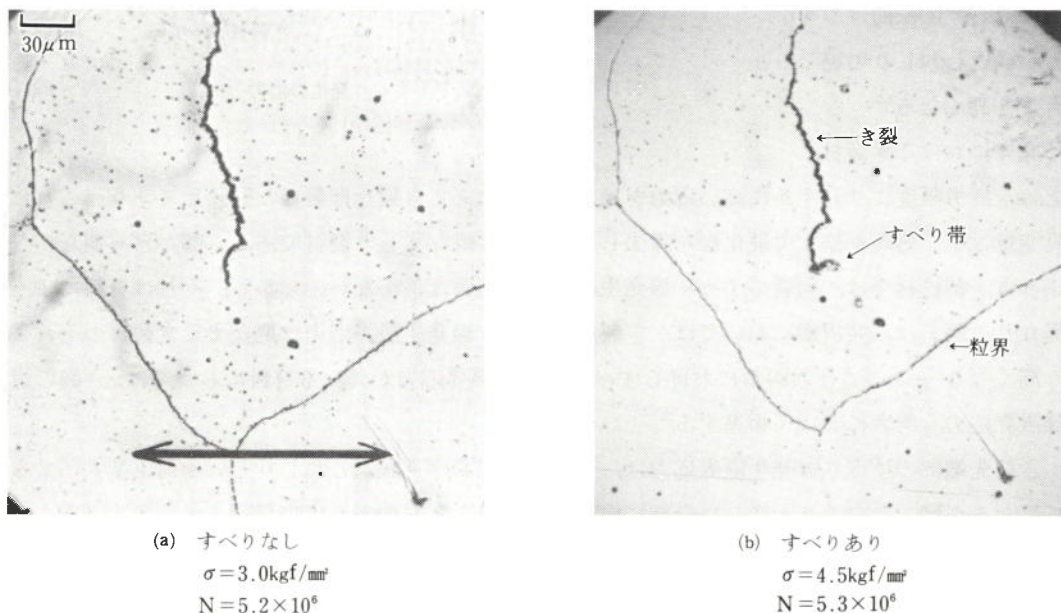 30μm
き裂
すべり帯
粒界
(a) すべりなし
σ=3.0kgf/㎟
N=5.2×10⁶
(b) すべりあり
σ=4.5kgf/㎟
N=5.3×10⁶